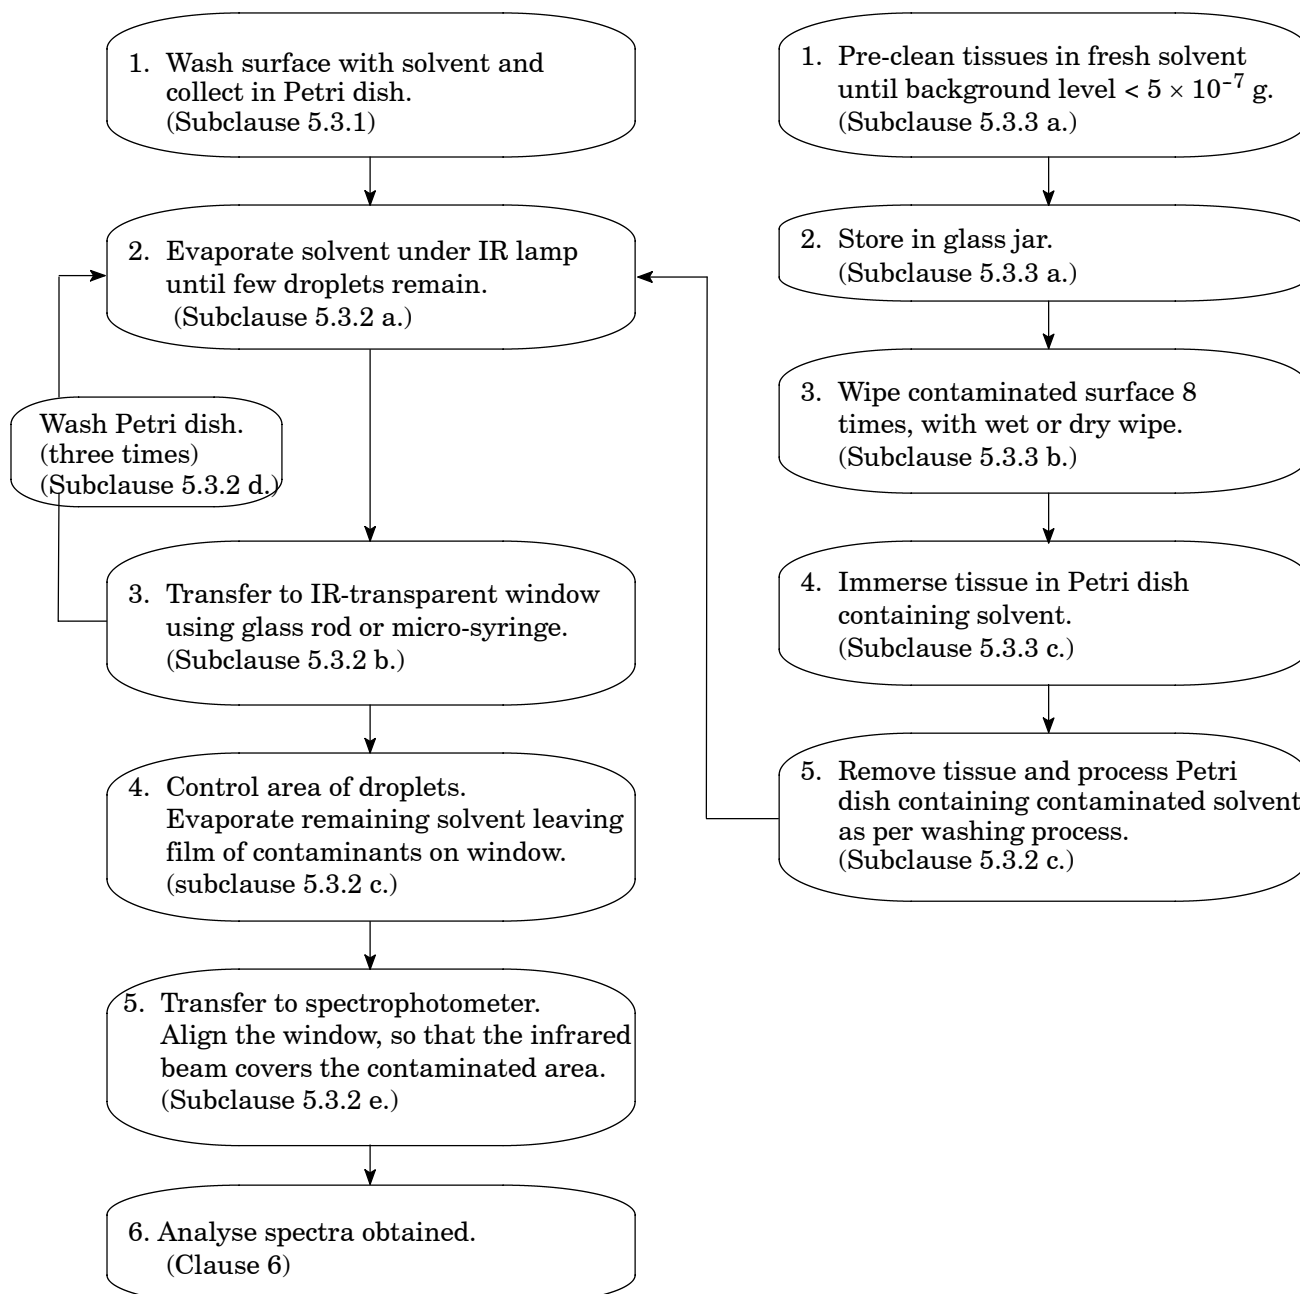 1. Wash surface with solvent and
collect in Petri dish.
(Subclause 5.3.1)
2. Evaporate solvent under IR lamp
until few droplets remain.
(Subclause 5.3.2 a.)
Wash Petri dish.
(three times)
(Subclause 5.3.2 d.)
3. Transfer to IR-transparent window
using glass rod or micro-syringe.
(Subclause 5.3.2 b.)
4. Control area of droplets.
Evaporate remaining solvent leaving
film of contaminants on window.
(subclause 5.3.2 c.)
5. Transfer to spectrophotometer.
Align the window, so that the infrared
beam covers the contaminated area.
(Subclause 5.3.2 e.)
6. Analyse spectra obtained.
(Clause 6)
1. Pre-clean tissues in fresh solvent
until background level < 5 × 10⁻⁷ g.
(Subclause 5.3.3 a.)
2. Store in glass jar.
(Subclause 5.3.3 a.)
3. Wipe contaminated surface 8
times, with wet or dry wipe.
(Subclause 5.3.3 b.)
4. Immerse tissue in Petri dish
containing solvent.
(Subclause 5.3.3 c.)
5. Remove tissue and process Petri
dish containing contaminated solvent
as per washing process.
(Subclause 5.3.2 c.)